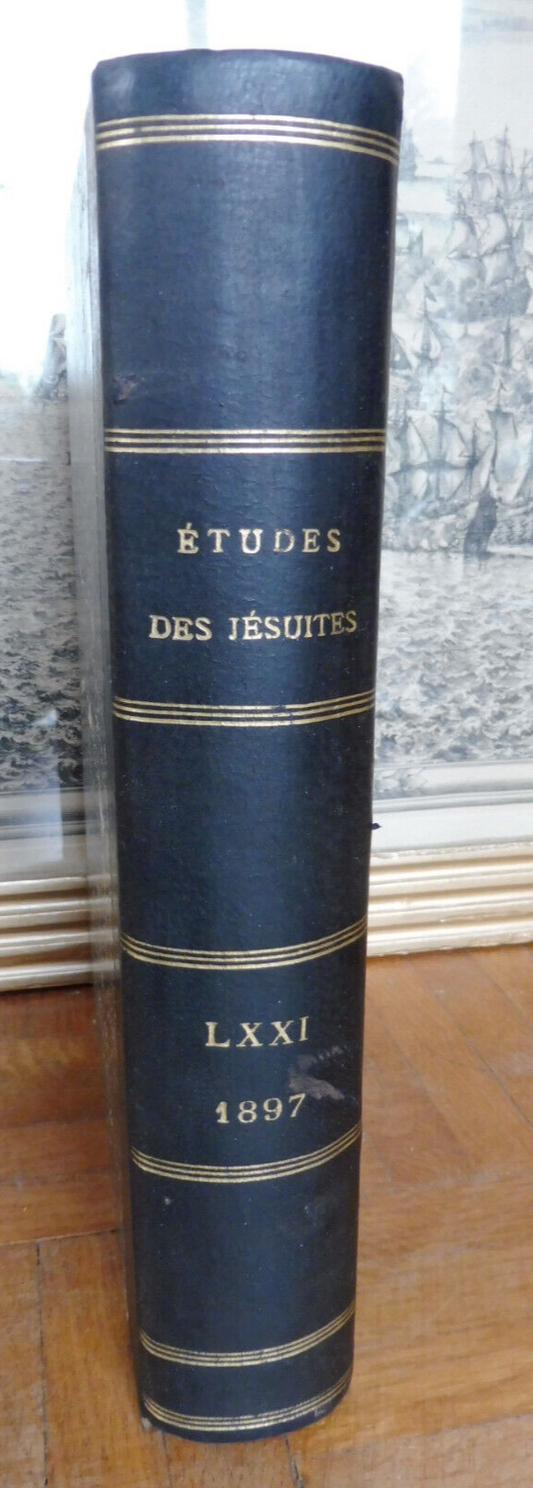 ÉTUDES
DES JÉSUITES
LXXI
1897